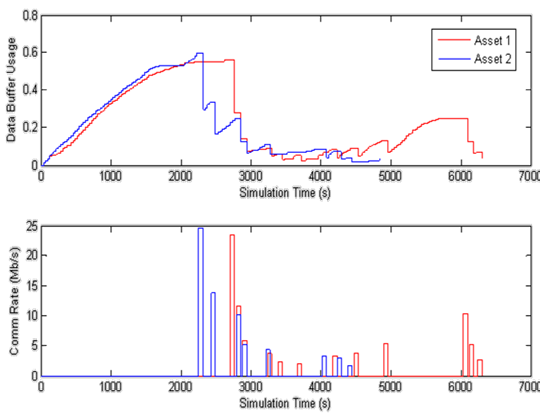 0.8
Asset 1
Asset 2
0.6
0.4
0.2
0
Data Buffer Usage
0 1000 2000 3000 4000 5000 6000 7000
Simulation Time (s)
25
20
15
10
5
0
Comm Rate (Mb/s)
0 1000 2000 3000 4000 5000 6000 7000
Simulation Time (s)